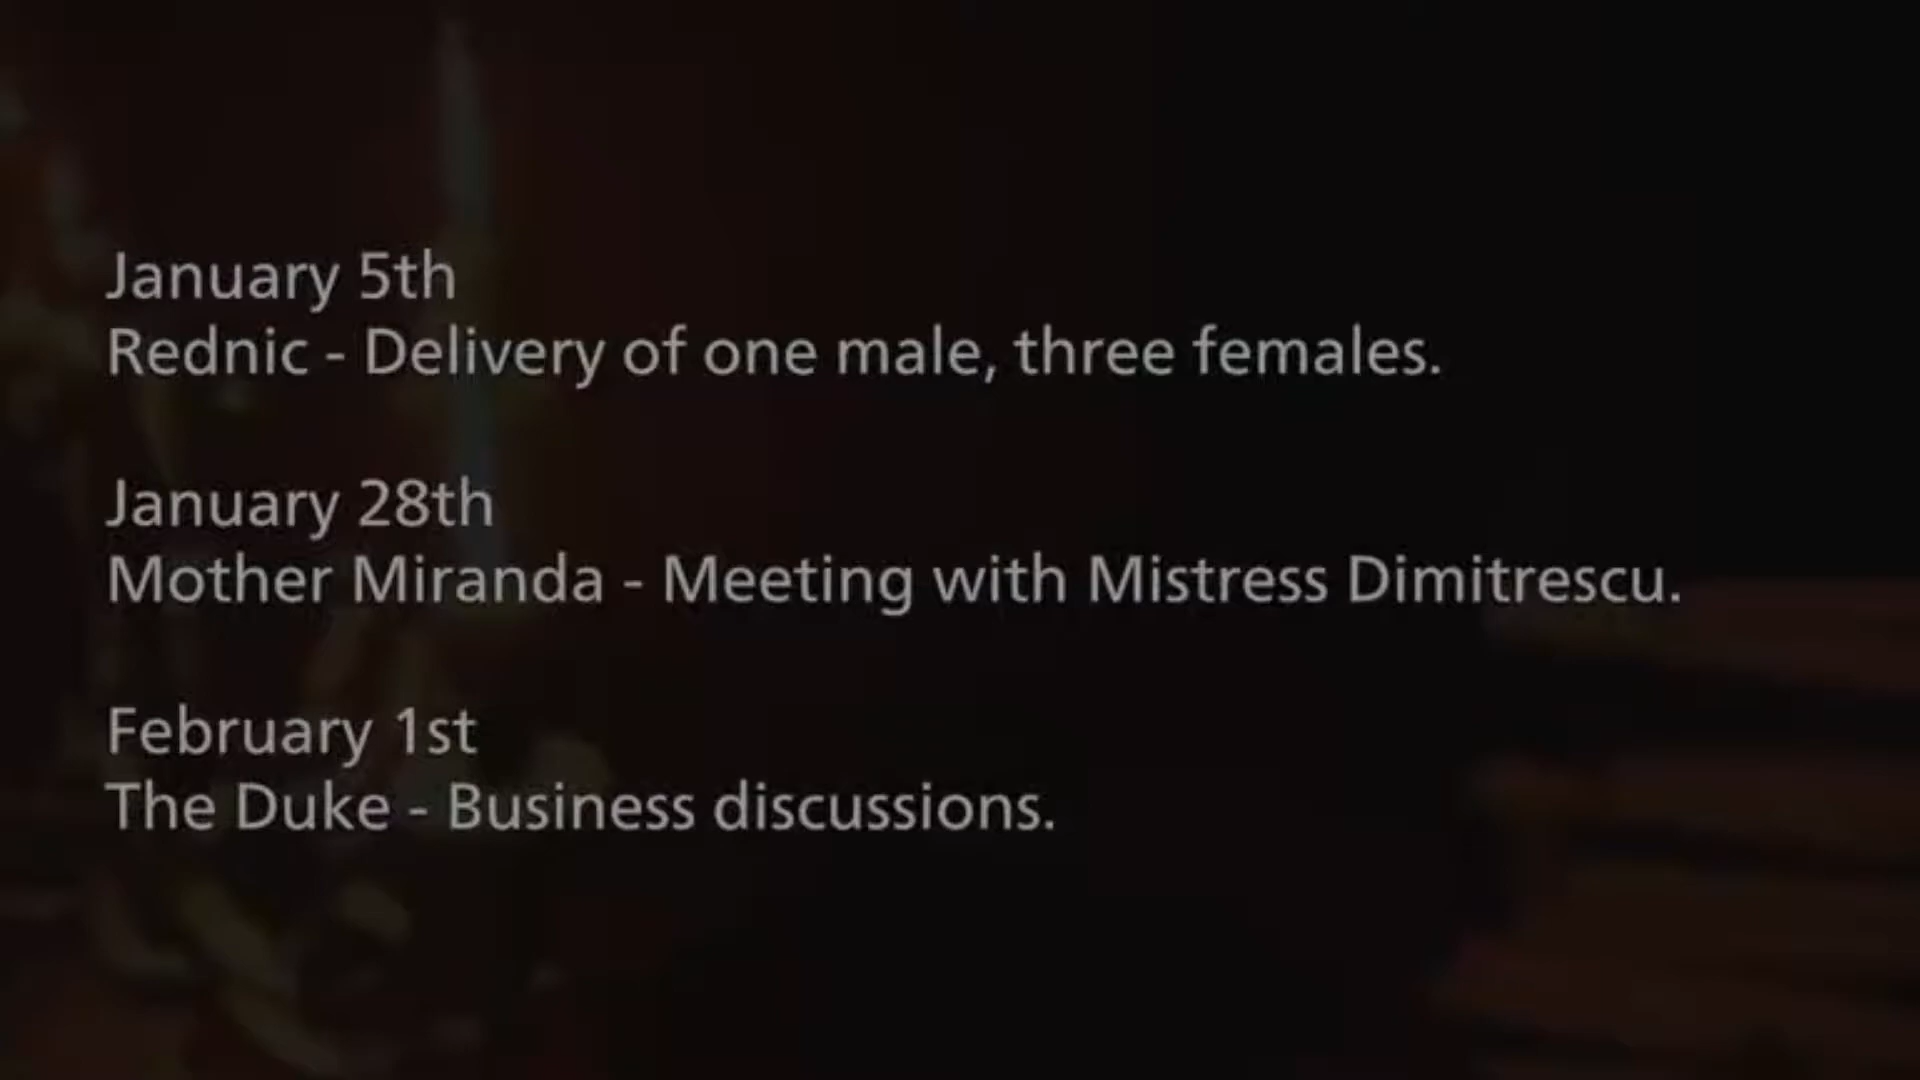 January 5th
Rednic - Delivery of one male, three females.
January 28th
Mother Miranda - Meeting with Mistress Dimitrescu.
February 1st
The Duke - Business discussions.